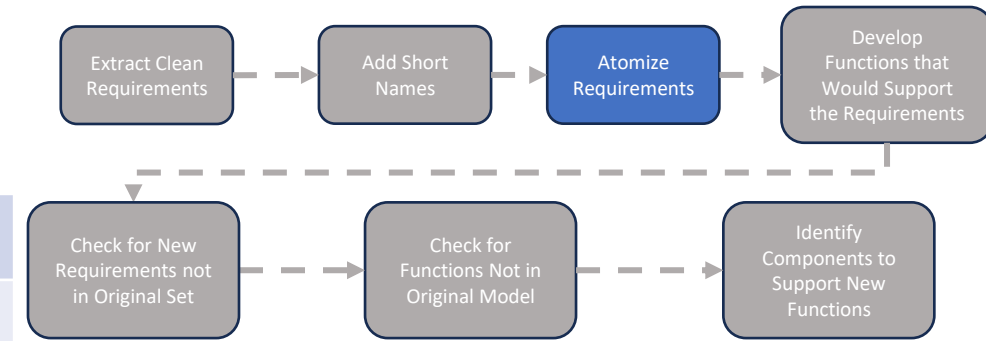 Extract Clean
Requirements
Add Short
Names
Atomize
Requirements
Develop
Functions that
Would Support
the Requirements
Check for New
Requirements not
in Original Set
Check for
Functions Not in
Original Model
Identify
Components to
Support New
Functions